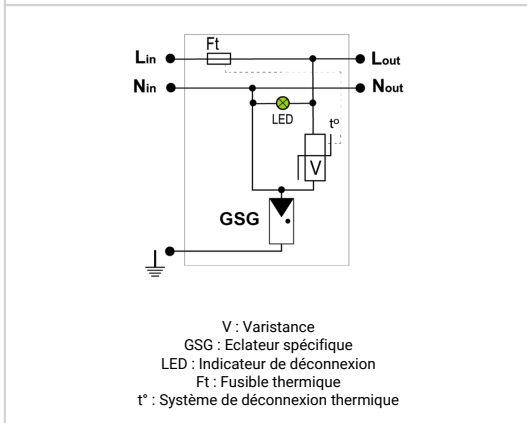 Ft
Lin Lout
Nin Nout
LED t°
V
GSG
V : Varistance
GSG : Eclateur spécifique
LED : Indicateur de déconnexion
Ft : Fusible thermique
t° : Système de déconnexion thermique